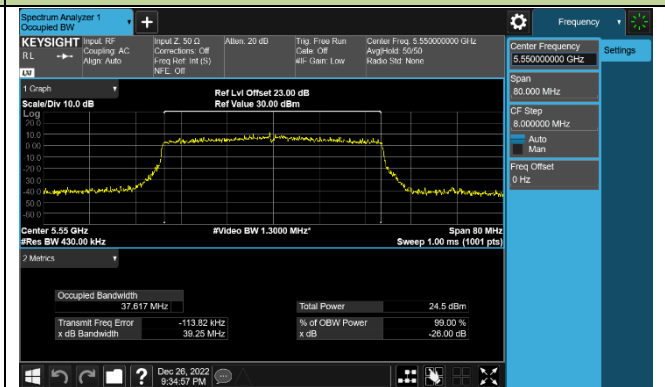 Spectrum Analyzer 1
Occupied BW
+
Frequency
KEYSIGHT
RL
LXI
Input: RF
Coupling: AC
Align: Auto
Input Z: 50 Ω
Corrections: Off
Freq Ref: Int (S)
NFE: Off
Atten: 20 dB
Trig: Free Run
Gate: Off
#IF Gain: Low
Center Freq: 5.550000000 GHz
Avg|Hold: 50/50
Radio Std: None
Center Frequency
5.550000000 GHz
Settings
Span
80.000 MHz
CF Step
8.000000 MHz
Auto
Man
Freq Offset
0 Hz
1 Graph
Scale/Div 10.0 dB
Ref Lvl Offset 23.00 dB
Ref Value 30.00 dBm
Log
20.0
10.0
0.00
-10.0
-20.0
-30.0
-40.0
-50.0
-60.0
Center 5.55 GHz
#Video BW 1.3000 MHz*
Span 80 MHz
#Res BW 430.00 kHz
Sweep 1.00 ms (1001 pts)
2 Metrics
Occupied Bandwidth
37.617 MHz
Total Power 24.5 dBm
Transmit Freq Error -113.82 kHz
% of OBW Power 99.00 %
x dB Bandwidth 39.25 MHz
x dB -26.00 dB
?
Dec 26, 2022
9:34:57 PM